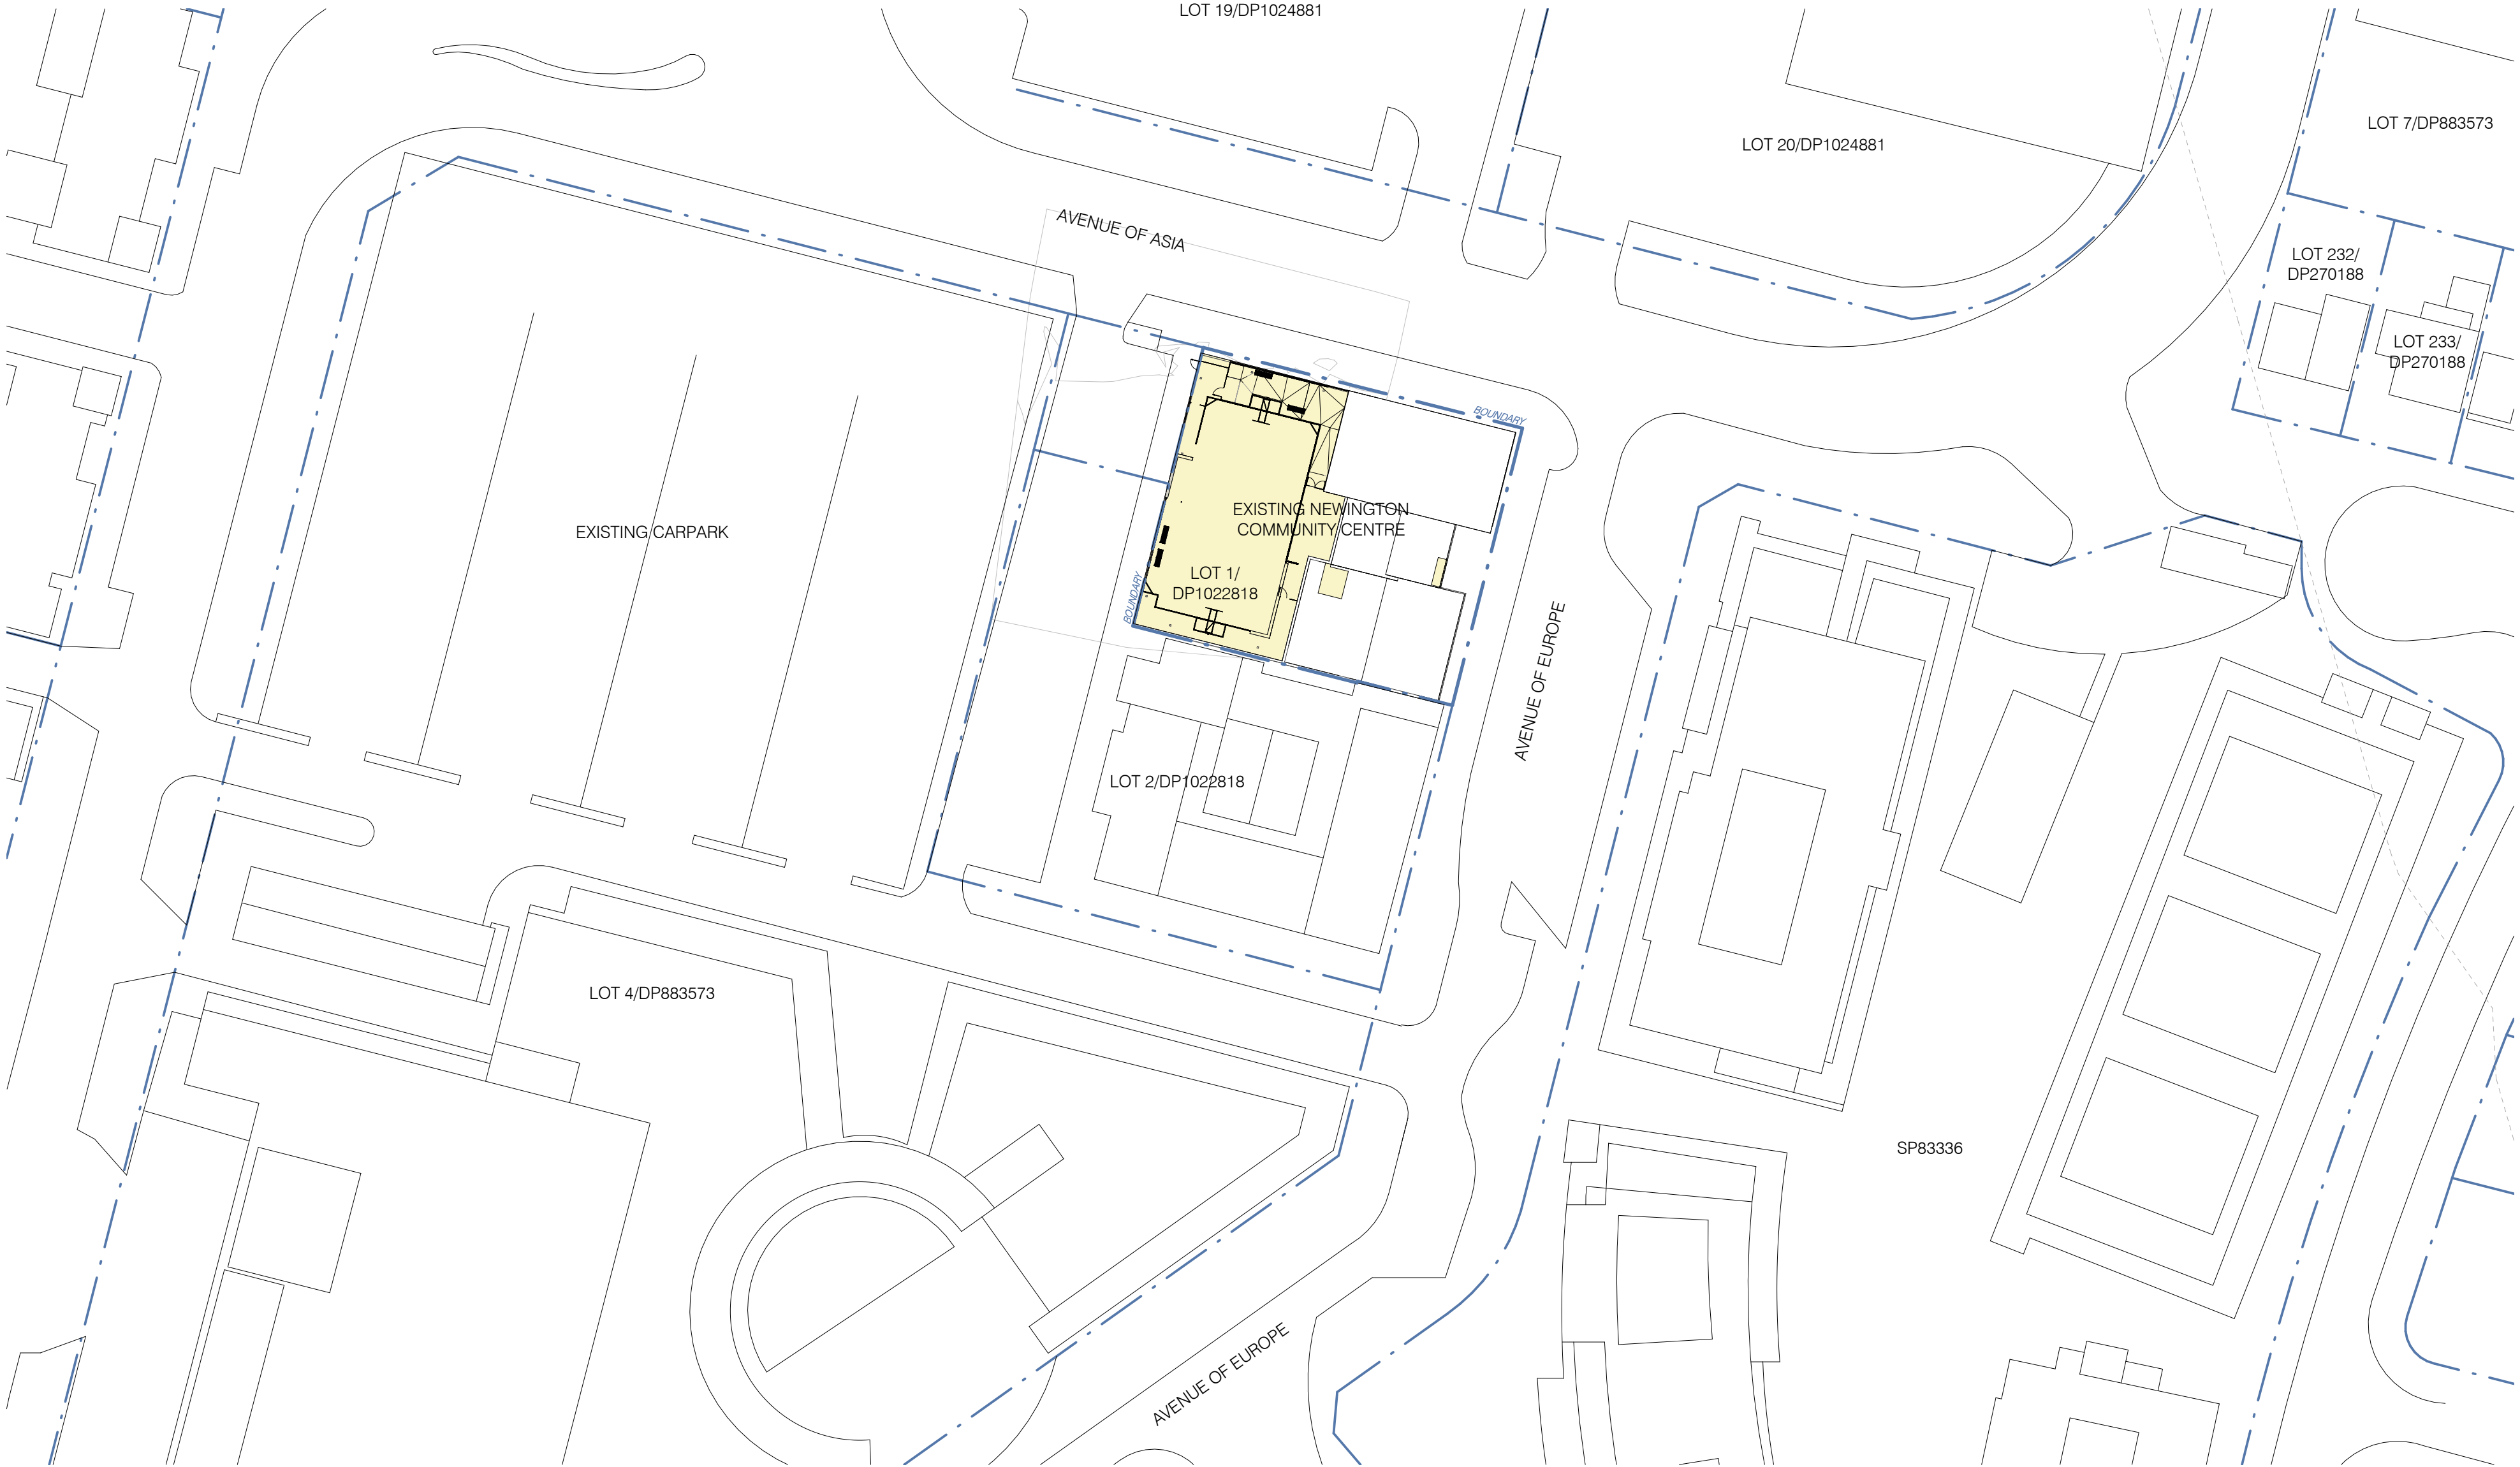 LOT 19/DP1024881
LOT 7/DP883573
LOT 20/DP1024881
AVENUE OF ASIA
LOT 232/
DP270188
LOT 233/
DP270188
BOUNDARY
EXISTING CARPARK
EXISTING NEWINGTON
COMMUNITY CENTRE
LOT 1/
DP1022818
BOUNDARY
AVENUE OF EUROPE
LOT 2/DP1022818
LOT 4/DP883573
SP83336
AVENUE OF EUROPE